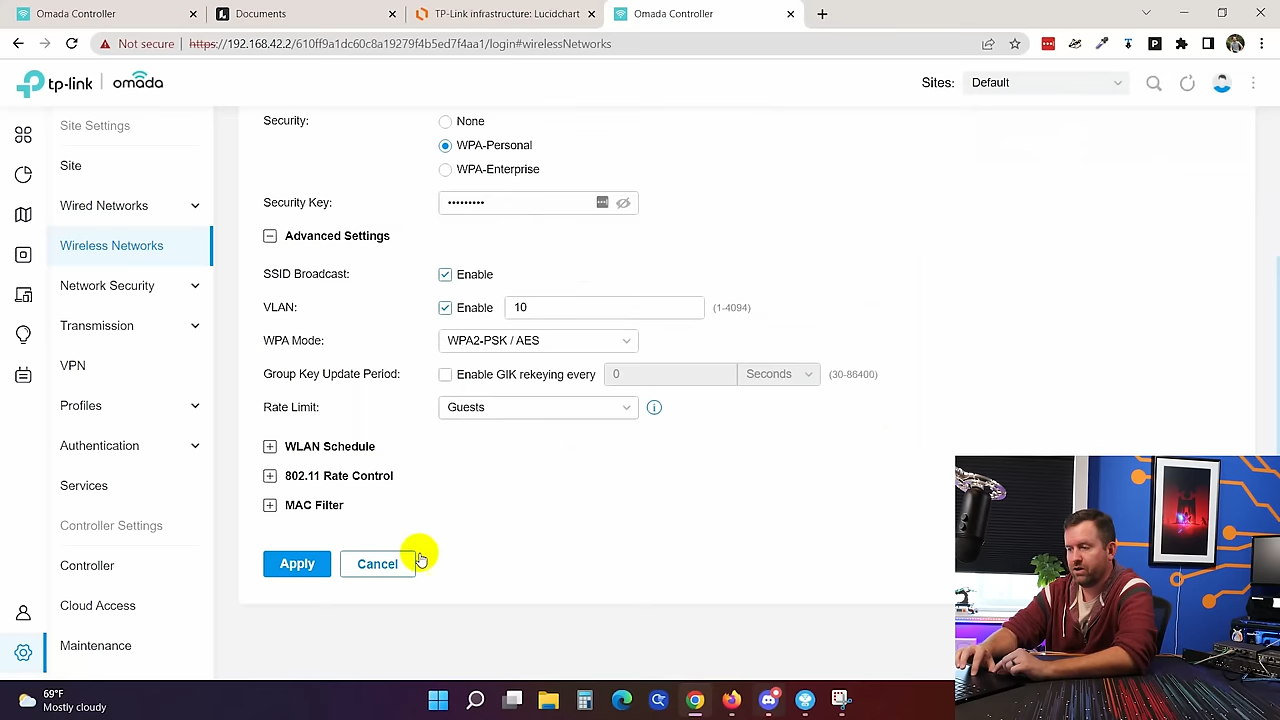 Omada Controller
Documents
TP-Link infrastructure: Lucidchart
Omada Controller
Not secure
https://192.168.42.2/610ff9a1dc60c8a19279f4b5ed7f4aa1/login#wirelessNetworks
tp-link | omada
Sites:
Default
Site Settings
Site
Wired Networks
Wireless Networks
Network Security
Transmission
VPN
Profiles
Authentication
Services
Controller Settings
Controller
Cloud Access
Maintenance
Security:
None
WPA-Personal
WPA-Enterprise
Security Key:
•••••••••
Advanced Settings
SSID Broadcast:
Enable
VLAN:
Enable
10
(1-4094)
WPA Mode:
WPA2-PSK / AES
Group Key Update Period:
Enable GIK rekeying every
0
Seconds
(30-86400)
Rate Limit:
Guests
WLAN Schedule
802.11 Rate Control
MAC Filter
Apply
Cancel
69°F
Mostly cloudy